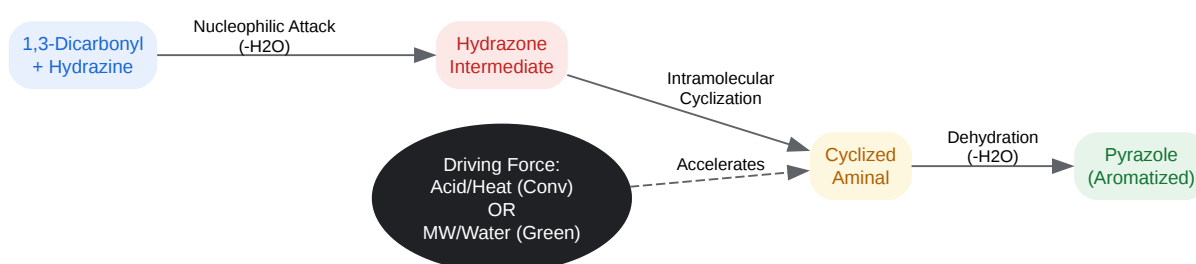 1,3-Dicarbonyl
+ Hydrazine
Nucleophilic Attack
(-H2O)
Hydrazone
Intermediate
Intramolecular
Cyclization
Driving Force:
Acid/Heat (Conv)
OR
MW/Water (Green)
Accelerates
Cyclized
Aminal
Dehydration
(-H2O)
Pyrazole
(Aromatized)